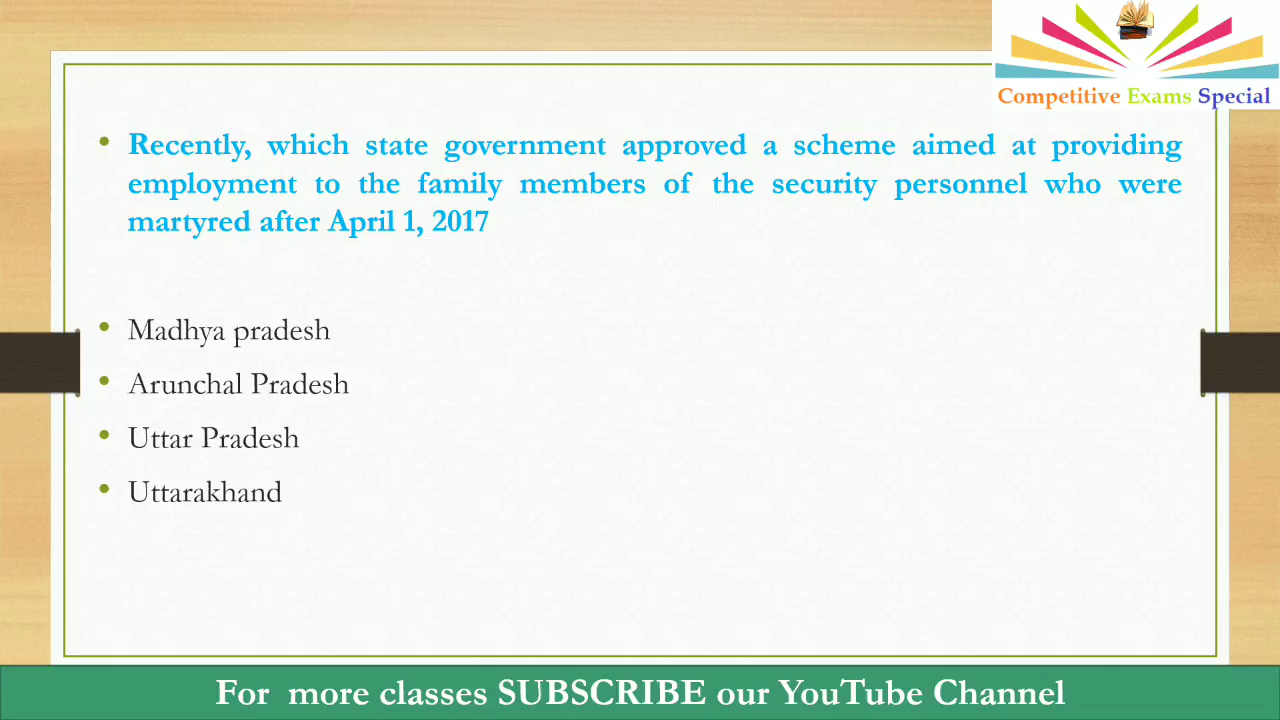 Competitive Exams Special
• Recently, which state government approved a scheme aimed at providing
employment to the family members of the security personnel who were
martyred after April 1, 2017
• Madhya pradesh
• Arunchal Pradesh
• Uttar Pradesh
• Uttarakhand
For more classes SUBSCRIBE our YouTube Channel